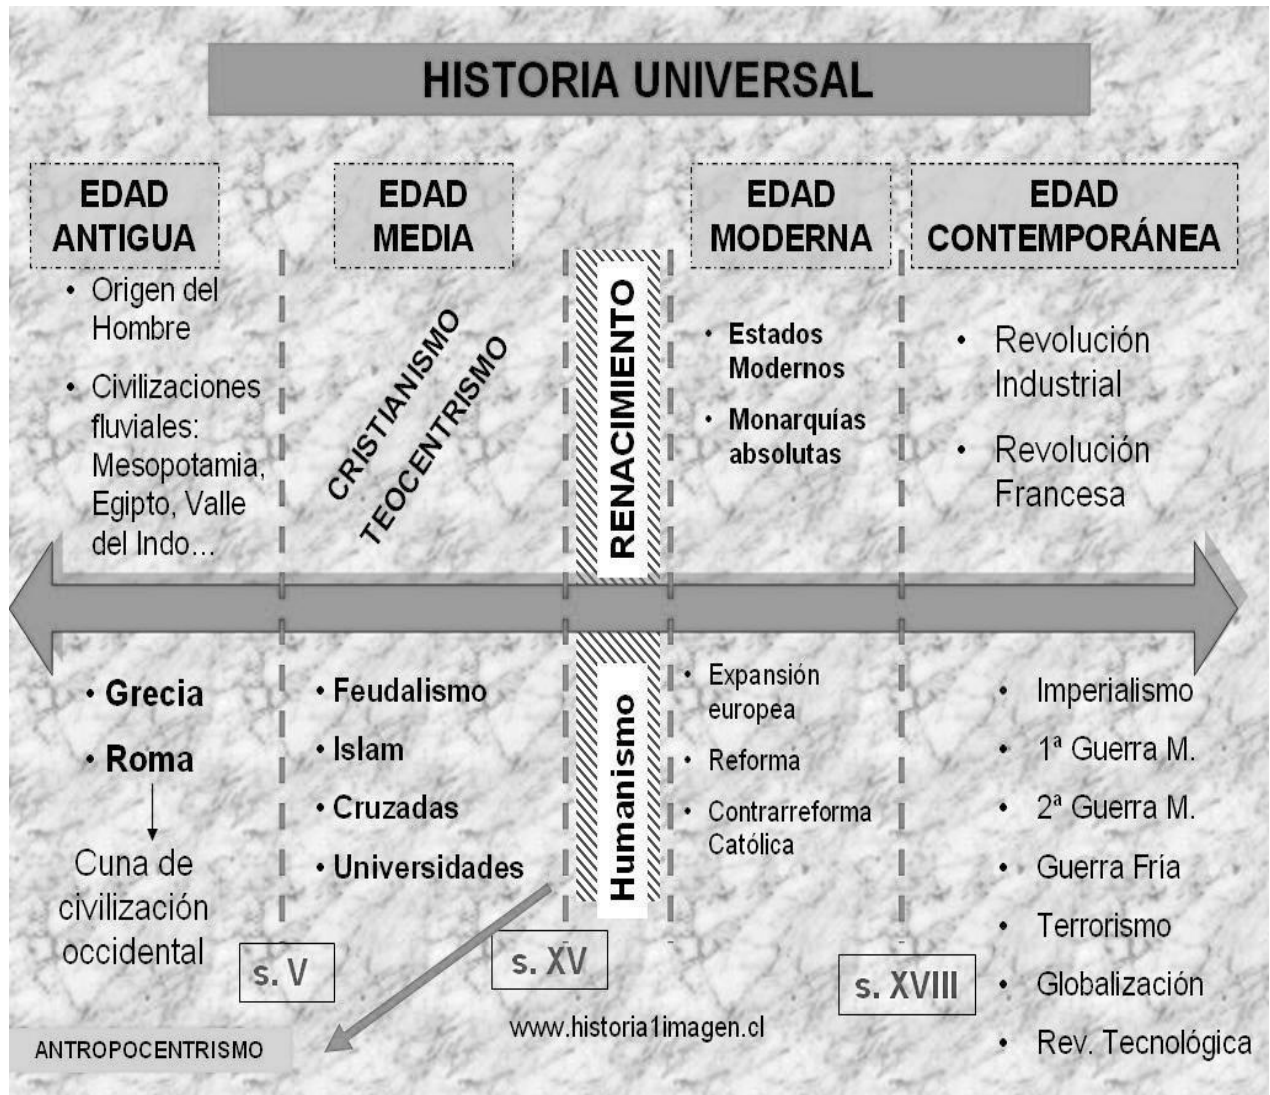 HISTORIA UNIVERSAL
EDAD
ANTIGUA
• Origen del
Hombre
• Civilizaciones
fluviales:
Mesopotamia,
Egipto, Valle
del Indo...
• Grecia
• Roma
Cuna de
civilización
occidental
s. V
EDAD
MEDIA
CRISTIANISMO
TEOCENTRISMO
• Feudalismo
• Islam
• Cruzadas
• Universidades
s. XV
ANTROPOCENTRISMO
RENACIMIENTO
Humanismo
EDAD
MODERNA
• Estados
Modernos
• Monarquías
absolutas
• Expansión
europea
• Reforma
• Contrarreforma
Católica
s. XVIII
EDAD
CONTEMPORÁNEA
• Revolución
Industrial
• Revolución
Francesa
• Imperialismo
• 1ª Guerra M.
• 2ª Guerra M.
• Guerra Fría
• Terrorismo
• Globalización
• Rev. Tecnológica
www.historia1imagen.cl